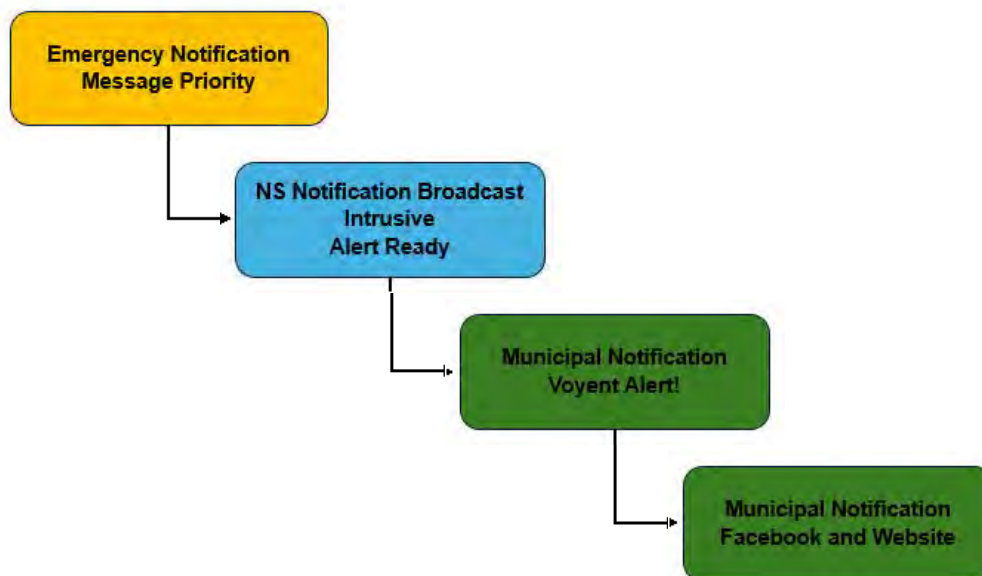 Emergency Notification
Message Priority
NS Notification Broadcast
Intrusive
Alert Ready
Municipal Notification
Voyent Alert!
Municipal Notification
Facebook and Website